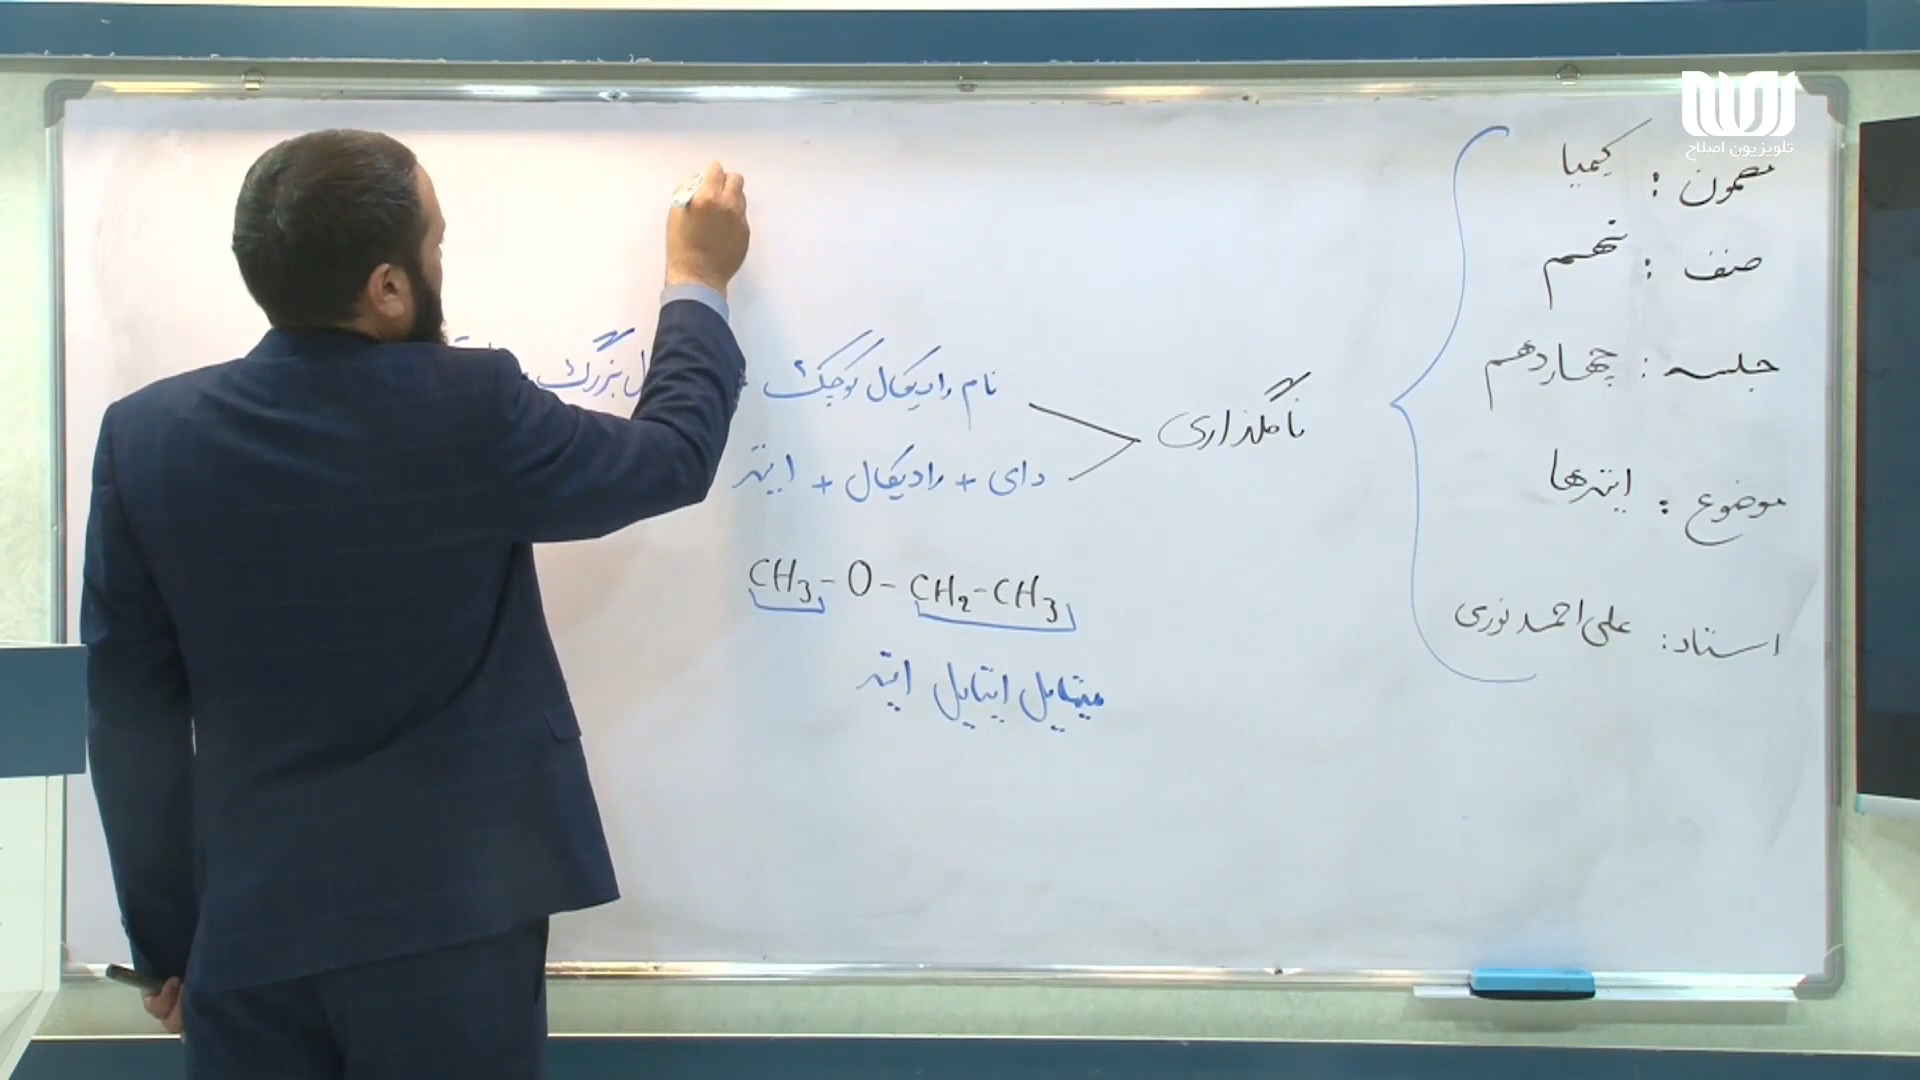 تلویزیون اصلاح
مضمون : کیمیا
صنف : نهم
جلسه : چهاردهم
موضوع : ایترها
استاد : علی احمد نوری
نامگذاری
نام رادیکال کوچک
ل بزرگ
دای + رادیکال + ایتر
CH₃-O-CH₂-CH₃
میتایل ایتایل ایتر